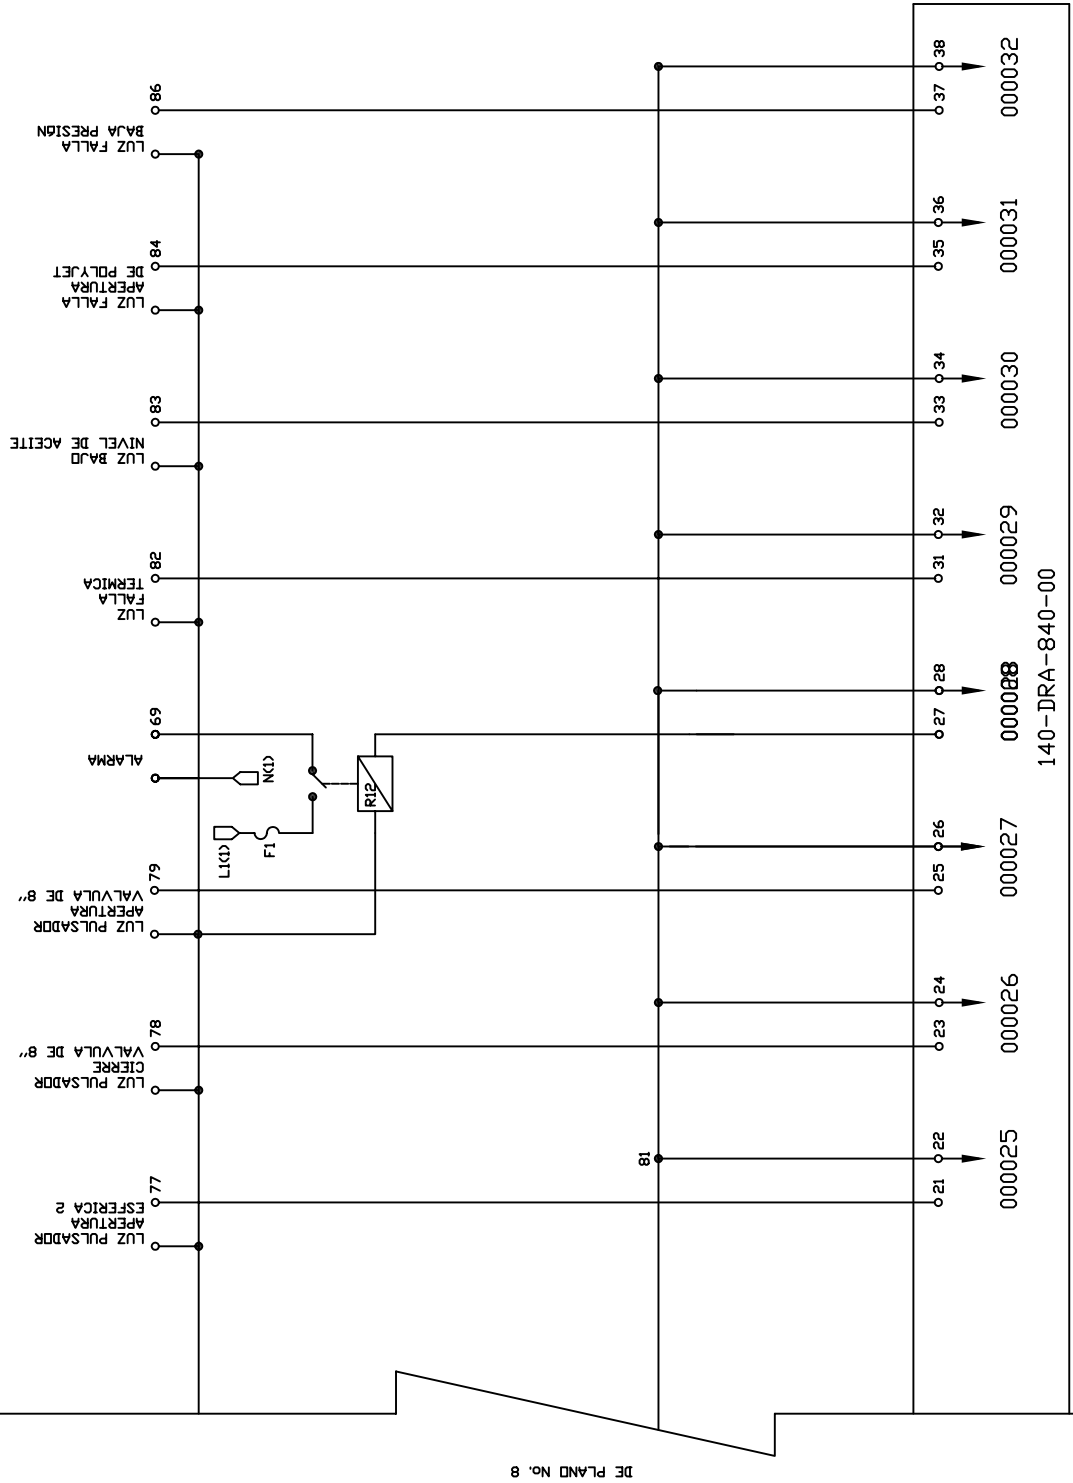 38
000032
86
37
LUZ FALLA
BAJA PRESIÓN
36
000031
84
35
LUZ FALLA
APERTURA
DE POLYJET
34
000030
83
33
LUZ BAJO
NIVEL DE ACEITE
32
000029
82
31
LUZ
FALLA
TERMICA
140-DRA-840-00
28
69
27
ALARMA
N(1)
R12
L1(1)
F1
26
000027
79
25
LUZ PULSADOR
APERTURA
VALVULA DE 8"
24
000026
78
23
LUZ PULSADOR
CIERRE
VALVULA DE 8"
81
22
000025
77
21
LUZ PULSADOR
APERTURA
ESFERICA 2
DE PLANO No. 8